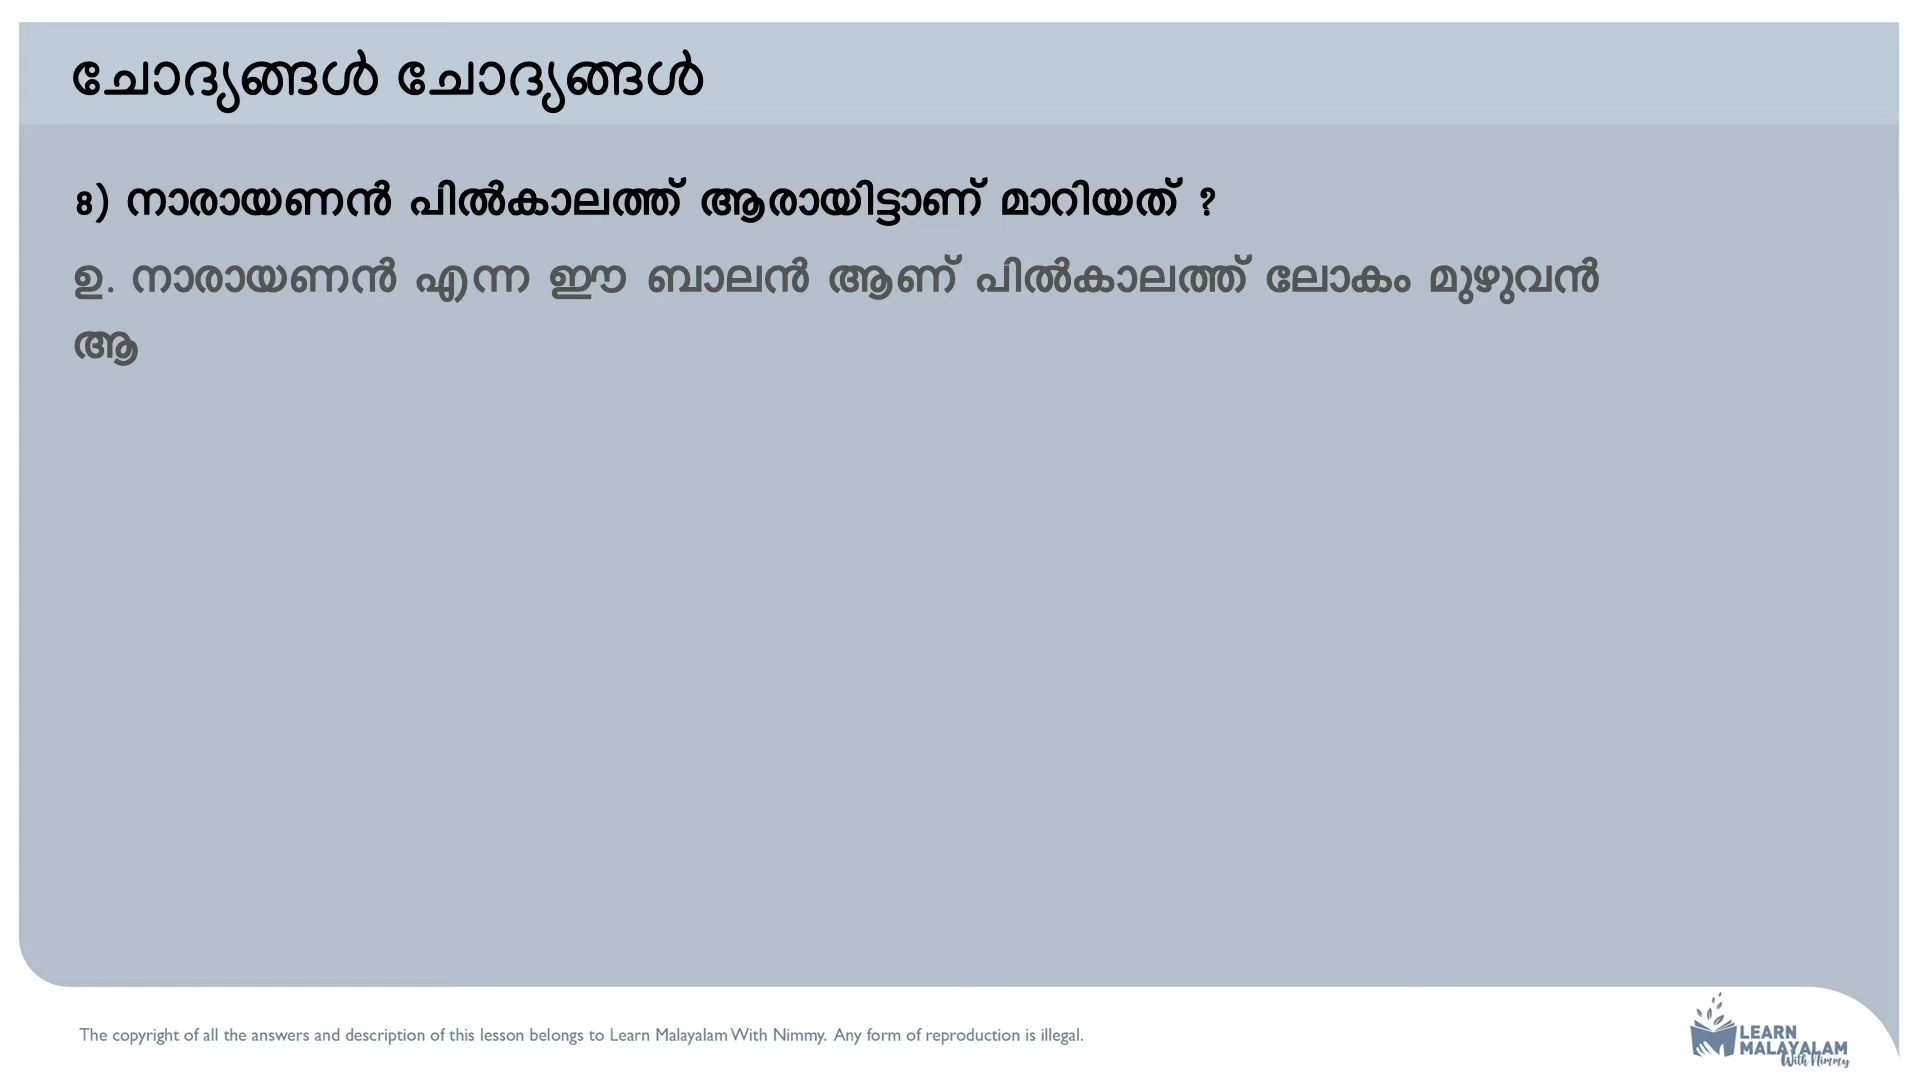 ചോദ്യങ്ങൾ ചോദ്യങ്ങൾ
8) നാരായണൻ പിൽകാലത്ത് ആരായിട്ടാണ് മാറിയത് ?
ഉ. നാരായണൻ എന്ന ഈ ബാലൻ ആണ് പിൽകാലത്ത് ലോകം മുഴുവൻ
ആ
The copyright of all the answers and description of this lesson belongs to Learn Malayalam With Nimmy. Any form of reproduction is illegal.
LEARN
MALAYALAM
With Nimmy